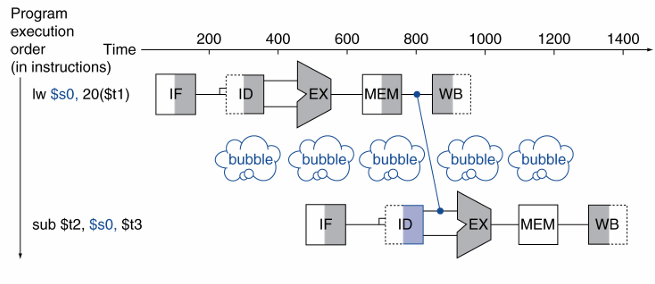 Program
execution
order
(in instructions)
Time
200 400 600 800 1000 1200 1400
lw $s0, 20($t1)
IF ID EX MEM WB
bubble bubble bubble bubble bubble
sub $t2, $s0, $t3
IF ID EX MEM WB